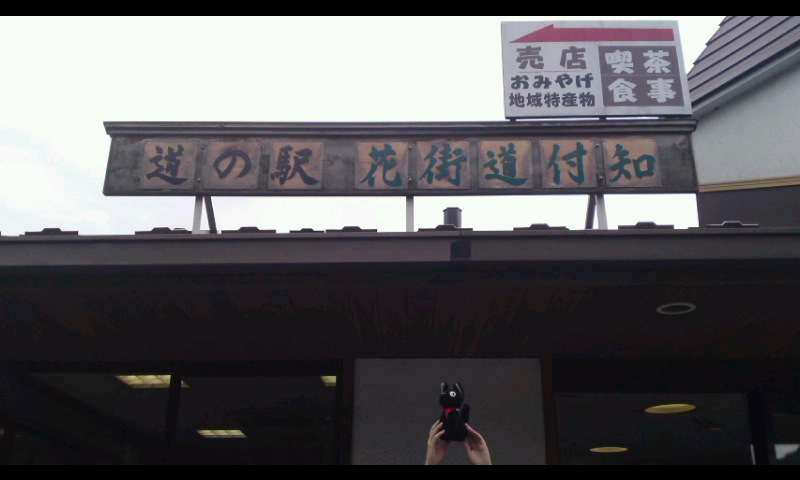 売店
おみやげ
地域特産物
喫茶
食事
道の駅 花街道付知